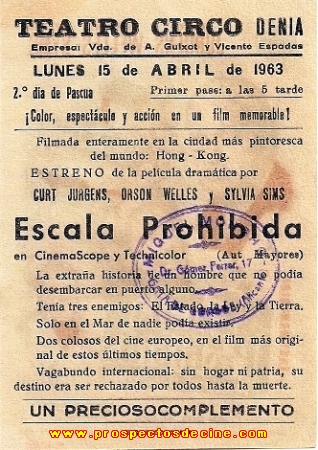 TEATRO CIRCO DENIA
Empresa: Vda. de A. Guixot y Vicente Espadas
LUNES 15 de ABRIL de 1963
2.º dia de Pascua Primer pase: a las 5 tarde
¡Color, espectáculo y acción en un film memorable!
Filmada enteramente en la ciudad más pintoresca
del mundo: Hong - Kong.
ESTRENO de la película dramática por
CURT JURGENS, ORSON WELLES y SYLVIA SIMS
Escala Prohibida
en CinemaScope y Technicolor (Aut. Mayores)
La extraña historia de un hombre que no podía
desembarcar en puerto alguno.
Dr. Gómez Ferrer, 17
Tenía tres enemigos: El Pasado, la Ley y la Tierra.
Solo en el Mar de nadie podía existir.
Dos colosos del cine europeo, en el film más original
de estos últimos tiempos.
Vagabundo internacional: sin hogar ni patria, su
destino era ser rechazado por todos hasta la muerte.
UN PRECIOSO COMPLEMENTO
www.prospectosdecine.com